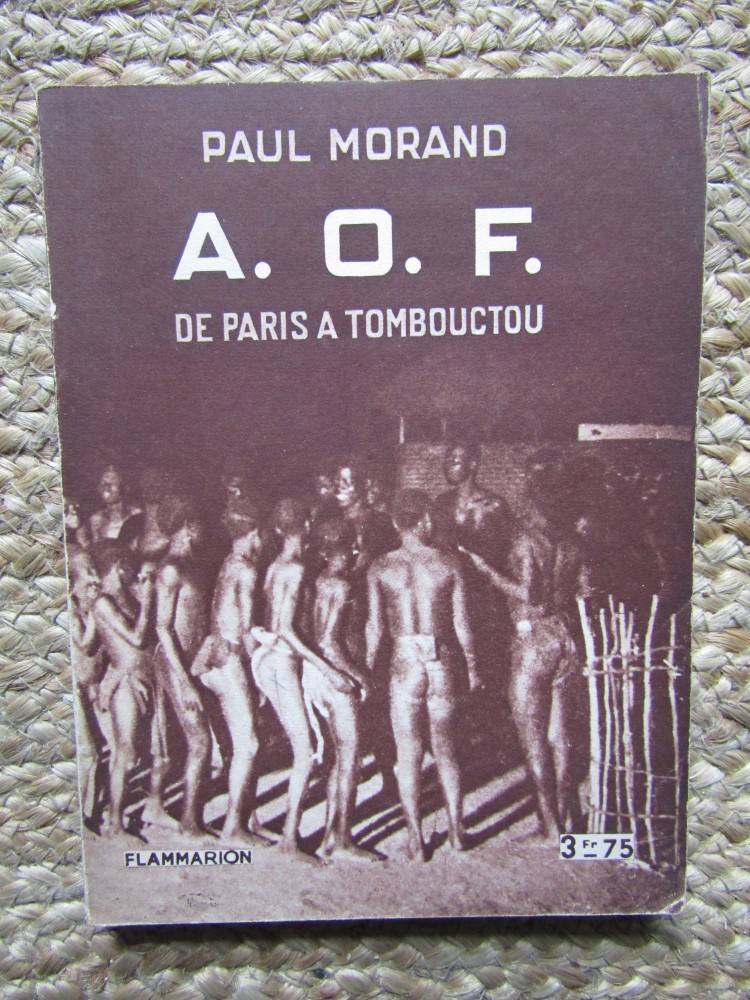 PAUL MORAND
A. O. F.
DE PARIS A TOMBOUCTOU
FLAMMARION
3 Fr 75